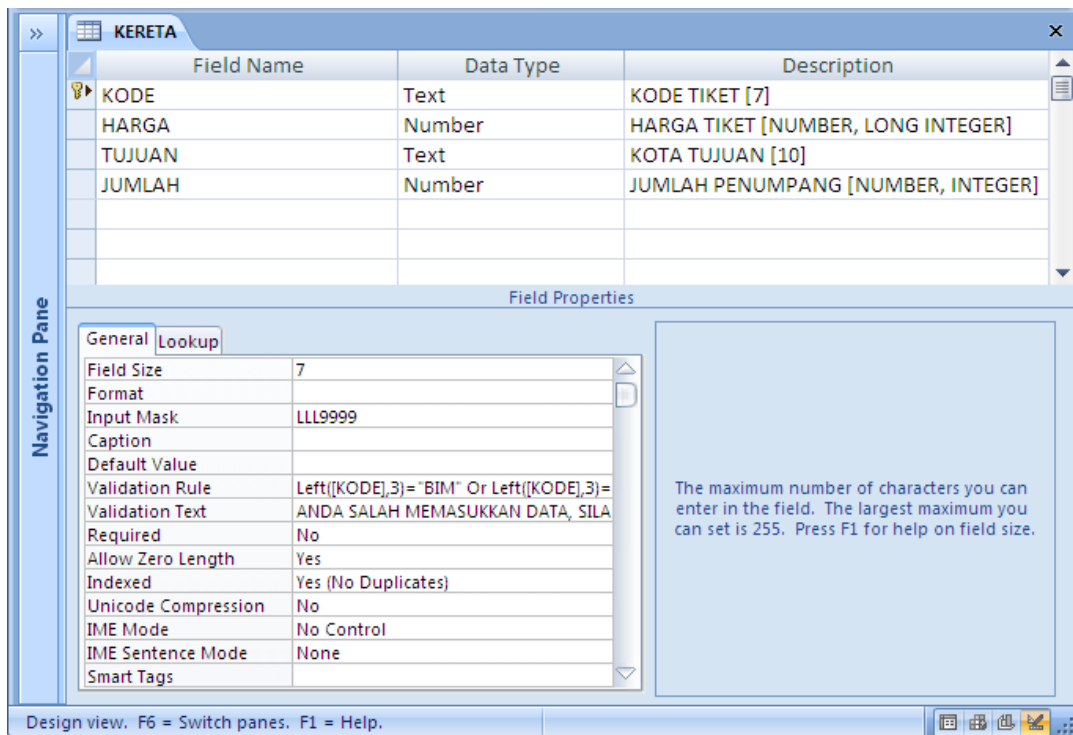 »
KERETA
Field Name Data Type Description
KODE Text KODE TIKET [7]
HARGA Number HARGA TIKET [NUMBER, LONG INTEGER]
TUJUAN Text KOTA TUJUAN [10]
JUMLAH Number JUMLAH PENUMPANG [NUMBER, INTEGER]
Navigation Pane
Field Properties
General Lookup
Field Size 7
Format
Input Mask LLL9999
Caption
Default Value
Validation Rule Left([KODE],3)="BIM" Or Left([KODE],3)=
Validation Text ANDA SALAH MEMASUKKAN DATA, SILA
Required No
Allow Zero Length Yes
Indexed Yes (No Duplicates)
Unicode Compression No
IME Mode No Control
IME Sentence Mode None
Smart Tags
The maximum number of characters you can
enter in the field. The largest maximum you
can set is 255. Press F1 for help on field size.
Design view. F6 = Switch panes. F1 = Help.